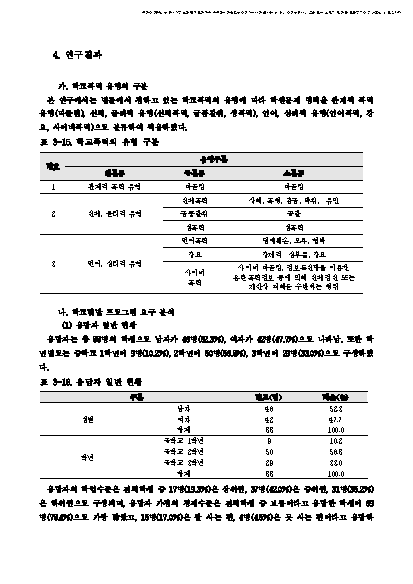 4. 연구결과
가. 학교폭력 유형의 구분
본 연구에서는 법률에서 정하고 있는 학교폭력의 유형에 따라 학원문제 영역을 관계적 폭력
유형(따돌림), 신체, 물리적 유형(신체폭력, 금품갈취, 성폭력), 언어, 심리적 유형(언어폭력, 강
요, 사이버폭력)으로 분류하여 적용하였다.
표 3-15. 학교폭력의 유형 구분
번호 유형구분
대분류 중분류 소분류
1 관계적 폭력 유형 따돌림 따돌림
2 신체, 물리적 유형 신체폭력 상해, 폭행, 감금, 약취, 유인
금품갈취 공갈
성폭력 성폭력
3 언어, 심리적 유형 언어폭력 명예훼손, 모욕, 협박
강요 강제적 심부름, 강요
사이버 폭력 사이버 따돌림, 정보통신망을 이용한
음란폭력정보 등에 의해 신체정신 또는
재산상 피해를 수반하는 행위
나. 학교폭력 프로그램 요구 분석
(1) 응답자 일반 현황
응답자는 총 88명의 학생으로 남자가 46명(52.3%), 여자가 42명(47.7%)으로 나타남. 또한 학
년별로는 중학교 1학년이 9명(10.2%), 2학년이 50명(56.8%), 3학년이 29명(33.0%)으로 구성하였
다.
표 3-16. 응답자 일반 현황
구분 빈도(명) 비율(%)
성별 남자 46 52.3
여자 42 47.7
합계 88 100.0
학년 중학교 1학년 9 10.2
중학교 2학년 50 56.8
중학교 3학년 29 33.0
합계 88 100.0
응답자의 학업수준은 전체학생 중 17명(19.3%)은 상위권, 37명(42.0%)은 중위권, 31명(35.2%)
은 하위권으로 구성되며, 응답자 가정의 경제수준은 전체학생 중 보통이라고 응답한 학생이 69
명(78.4%)으로 가장 많았고, 15명(17.0%)은 잘 사는 편, 4명(4.5%)은 못 사는 편이라고 응답하